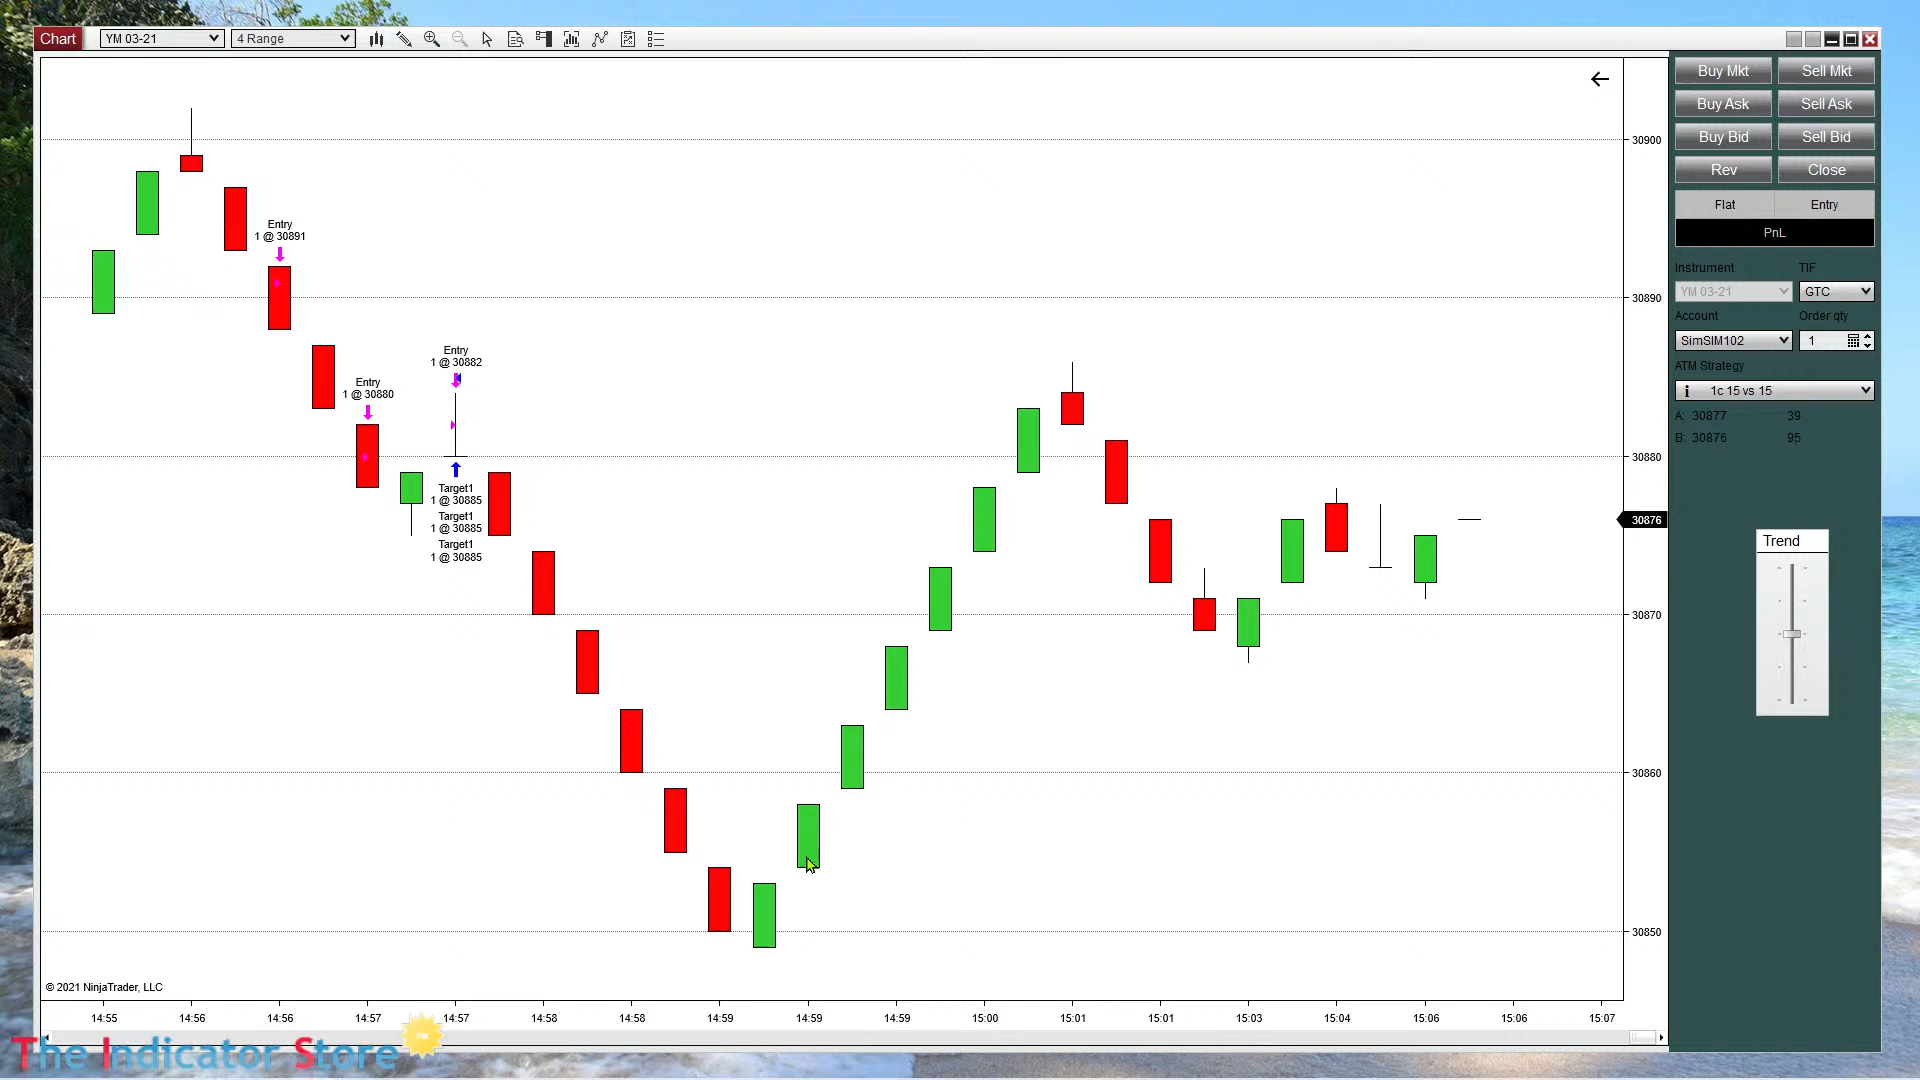 Chart
YM 03-21
4 Range
Buy Mkt
Sell Mkt
Buy Ask
Sell Ask
Buy Bid
Sell Bid
Rev
Close
Flat
Entry
PnL
Instrument
TIF
YM 03-21
GTC
Account
Order qty
SimSIM102
1
ATM Strategy
i 1c 15 vs 15
A: 30877 39
B: 30876 95
Trend
30900
30890
30880
30876
30870
30860
30850
Entry
1 @ 30891
Entry
1 @ 30880
Entry
1 @ 30882
Target1
1 @ 30885
Target1
1 @ 30885
Target1
1 @ 30885
© 2021 NinjaTrader, LLC
14:55 14:56 14:56 14:57 14:57 14:58 14:58 14:59 14:59 14:59 15:00 15:01 15:01 15:03 15:04 15:06 15:06 15:07
The Indicator Store